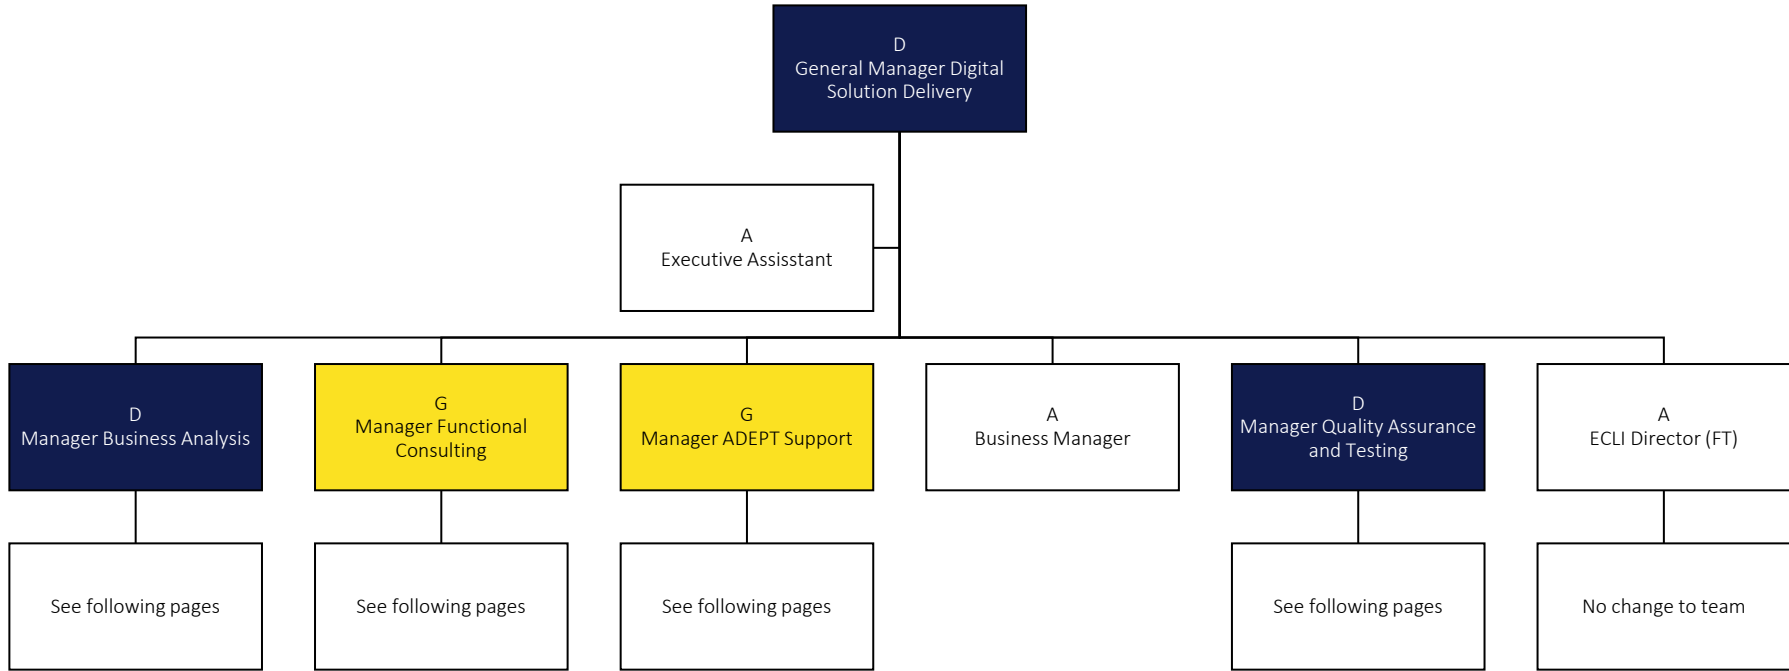 D
General Manager Digital
Solution Delivery
A
Executive Assisstant
D
Manager Business Analysis
G
Manager Functional
Consulting
G
Manager ADEPT Support
A
Business Manager
D
Manager Quality Assurance
and Testing
A
ECLI Director (FT)
See following pages
See following pages
See following pages
See following pages
No change to team